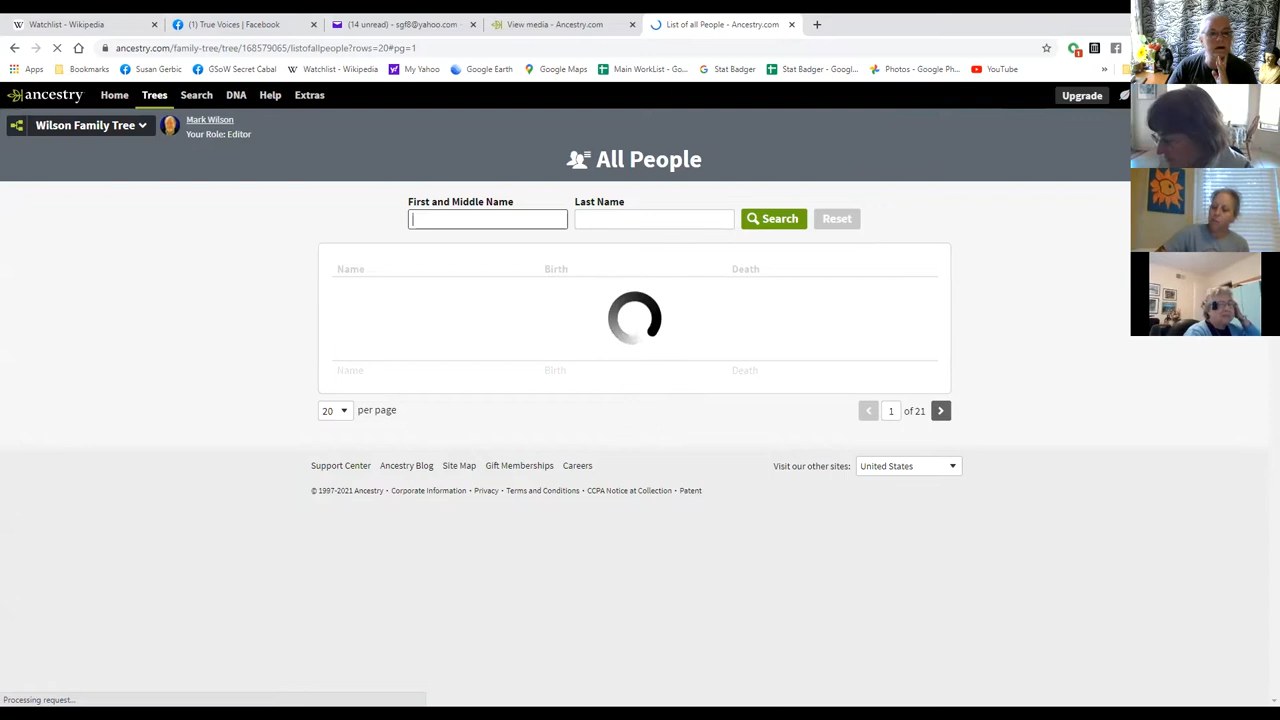 Watchlist - Wikipedia
(1) True Voices | Facebook
(14 unread) - sgf8@yahoo.com
View media - Ancestry.com
List of all People - Ancestry.com
ancestry.com/family-tree/tree/168579065/listofallpeople?rows=20#pg=1
Apps
Bookmarks
Susan Gerbic
GSoW Secret Cabal
Watchlist - Wikipedia
My Yahoo
Google Earth
Google Maps
Main WorkList - Go...
Stat Badger
Stat Badger - Googl...
Photos - Google Ph...
YouTube
ancestry
Home
Trees
Search
DNA
Help
Extras
Upgrade
Wilson Family Tree
Mark Wilson
Your Role: Editor
All People
First and Middle Name
Last Name
Search
Reset
Name Birth Death
Name Birth Death
20 per page
1 of 21
Support Center Ancestry Blog Site Map Gift Memberships Careers
Visit our other sites: United States
© 1997-2021 Ancestry • Corporate Information • Privacy • Terms and Conditions • CCPA Notice at Collection • Patent
Processing request...